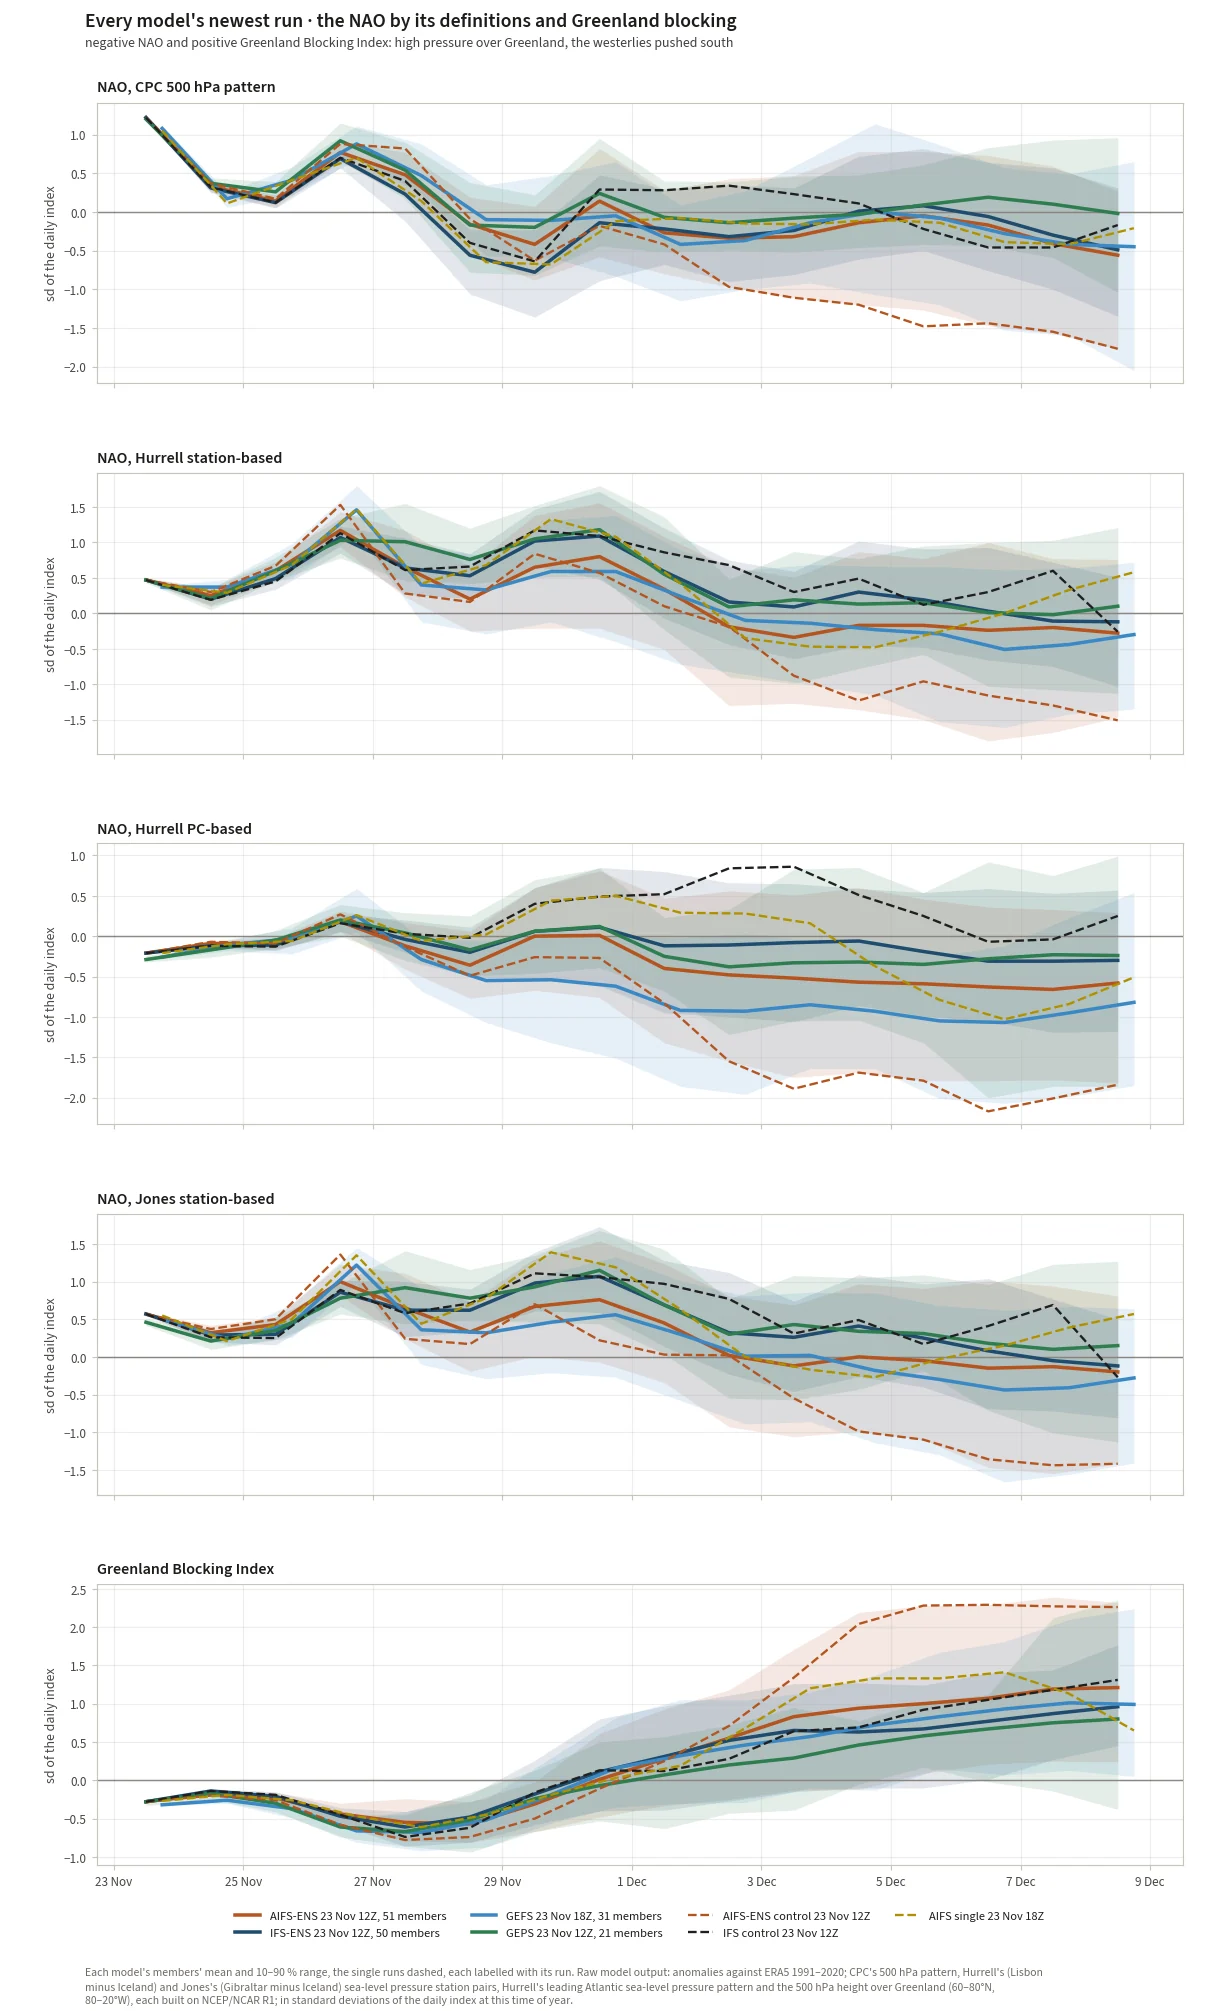 Every model's newest run · the NAO by its definitions and Greenland blocking
negative NAO and positive Greenland Blocking Index: high pressure over Greenland, the westerlies pushed south
NAO, CPC 500 hPa pattern
sd of the daily index
1.0
0.5
0.0
−0.5
−1.0
−1.5
−2.0
NAO, Hurrell station-based
sd of the daily index
1.5
1.0
0.5
0.0
−0.5
−1.0
−1.5
NAO, Hurrell PC-based
sd of the daily index
1.0
0.5
0.0
−0.5
−1.0
−1.5
−2.0
NAO, Jones station-based
sd of the daily index
1.5
1.0
0.5
0.0
−0.5
−1.0
−1.5
Greenland Blocking Index
sd of the daily index
2.5
2.0
1.5
1.0
0.5
0.0
−0.5
−1.0
23 Nov 25 Nov 27 Nov 29 Nov 1 Dec 3 Dec 5 Dec 7 Dec 9 Dec
AIFS-ENS 23 Nov 12Z, 51 members GEFS 23 Nov 18Z, 31 members AIFS-ENS control 23 Nov 12Z AIFS single 23 Nov 18Z
IFS-ENS 23 Nov 12Z, 50 members GEPS 23 Nov 12Z, 21 members IFS control 23 Nov 12Z
Each model's members' mean and 10–90 % range, the single runs dashed, each labelled with its run. Raw model output: anomalies against ERA5 1991–2020; CPC's 500 hPa pattern, Hurrell's (Lisbon
minus Iceland) and Jones's (Gibraltar minus Iceland) sea-level pressure station pairs, Hurrell's leading Atlantic sea-level pressure pattern and the 500 hPa height over Greenland (60–80°N,
80–20°W), each built on NCEP/NCAR R1; in standard deviations of the daily index at this time of year.